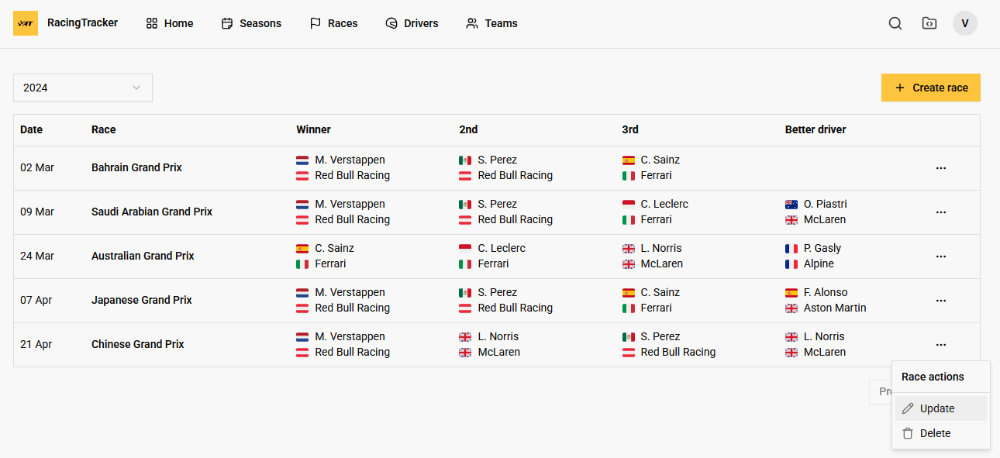 RacingTracker Home Seasons Races Drivers Teams V
2024
Create race
Date Race Winner 2nd 3rd Better driver
02 Mar Bahrain Grand Prix M. Verstappen Red Bull Racing S. Perez Red Bull Racing C. Sainz Ferrari
09 Mar Saudi Arabian Grand Prix M. Verstappen Red Bull Racing S. Perez Red Bull Racing C. Leclerc Ferrari O. Piastri McLaren
24 Mar Australian Grand Prix C. Sainz Ferrari C. Leclerc Ferrari L. Norris McLaren P. Gasly Alpine
07 Apr Japanese Grand Prix M. Verstappen Red Bull Racing S. Perez Red Bull Racing C. Sainz Ferrari F. Alonso Aston Martin
21 Apr Chinese Grand Prix M. Verstappen Red Bull Racing L. Norris McLaren S. Perez Red Bull Racing L. Norris McLaren
Race actions
Update
Delete